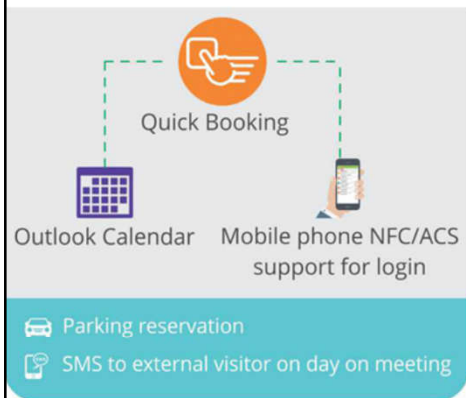 Quick Booking
Outlook Calendar
Mobile phone NFC/ACS
support for login
Parking reservation
SMS to external visitor on day on meeting